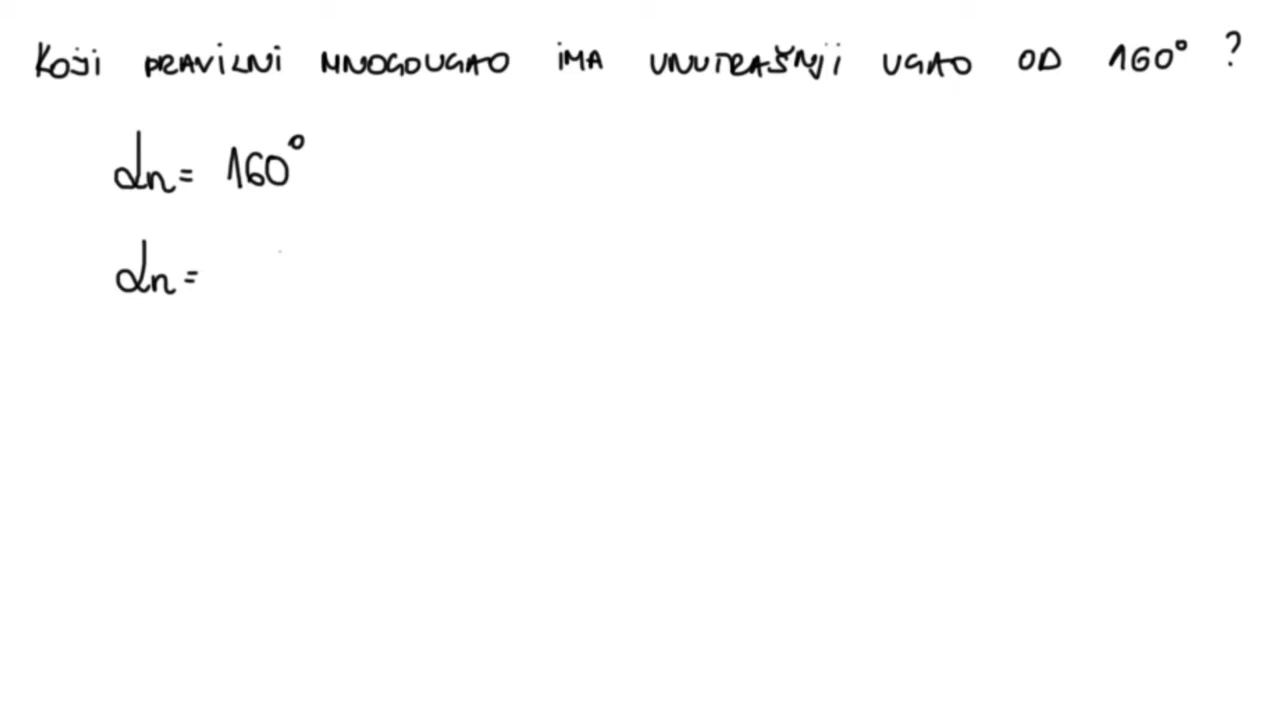 Koji PRAVILNI MNOGOUGAO IMA UNUTRAŠNJI UGAO OD 160° ?
αn = 160°
αn =